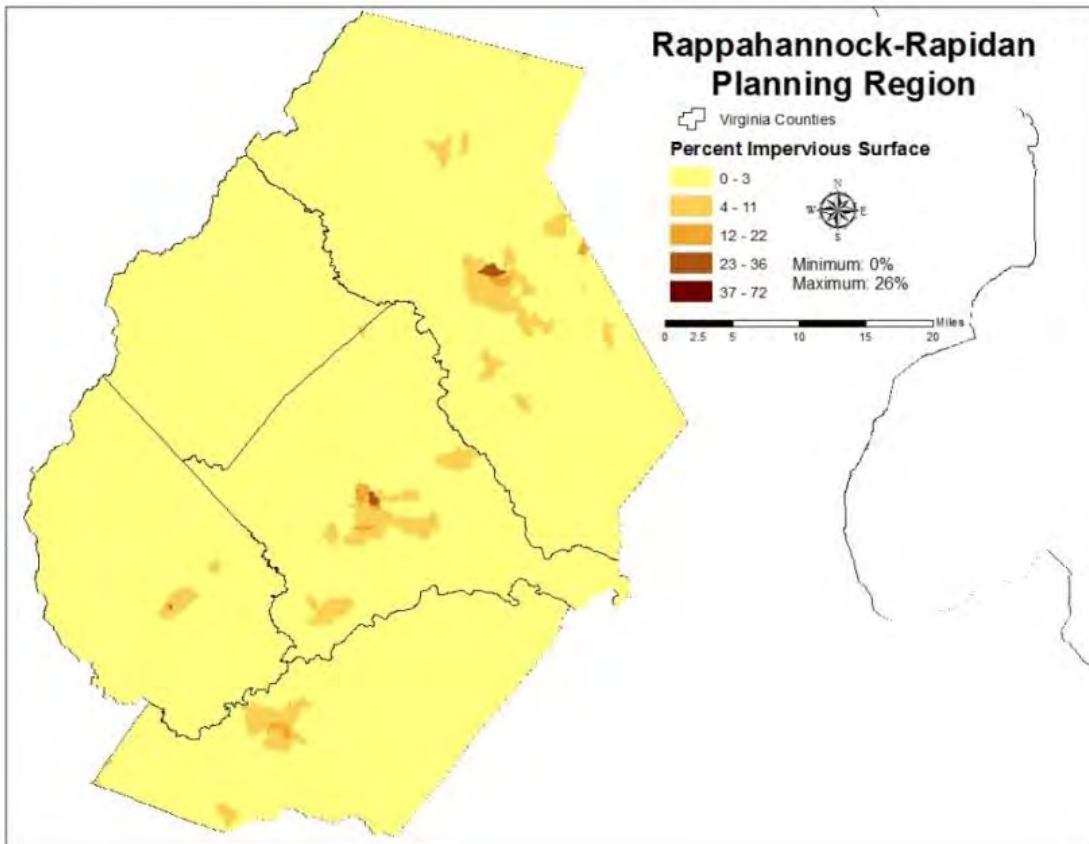 Rappahannock-Rapidan
Planning Region
Virginia Counties
Percent Impervious Surface
0 - 3
4 - 11
12 - 22
23 - 36
37 - 72
N
W E
S
Minimum: 0%
Maximum: 26%
Miles
0 2.5 5 10 15 20